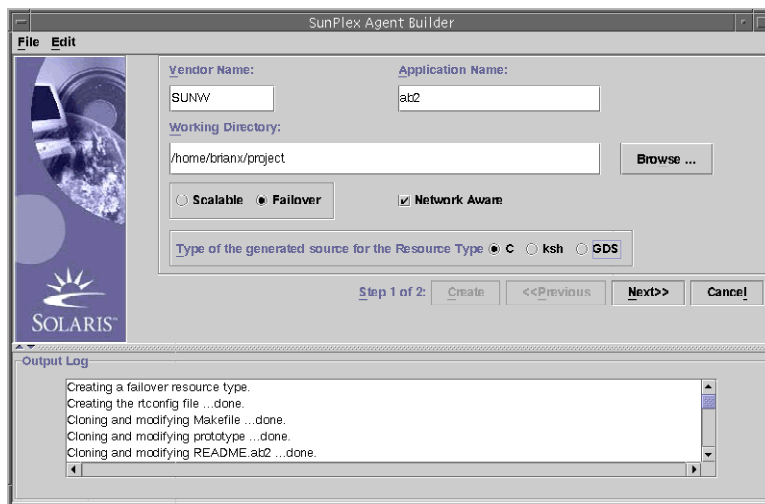 SunPlex Agent Builder
File Edit
Vendor Name: Application Name:
SUNW ab2
Working Directory:
/home/brianx/project Browse ...
Scalable Failover Network Aware
Type of the generated source for the Resource Type C ksh GDS
Step 1 of 2: Create <<Previous Next>> Cancel
SOLARIS™
Output Log
Creating a failover resource type.
Creating the rtconfig file ...done.
Cloning and modifying Makefile ...done.
Cloning and modifying prototype ...done.
Cloning and modifying README.ab2 ...done.